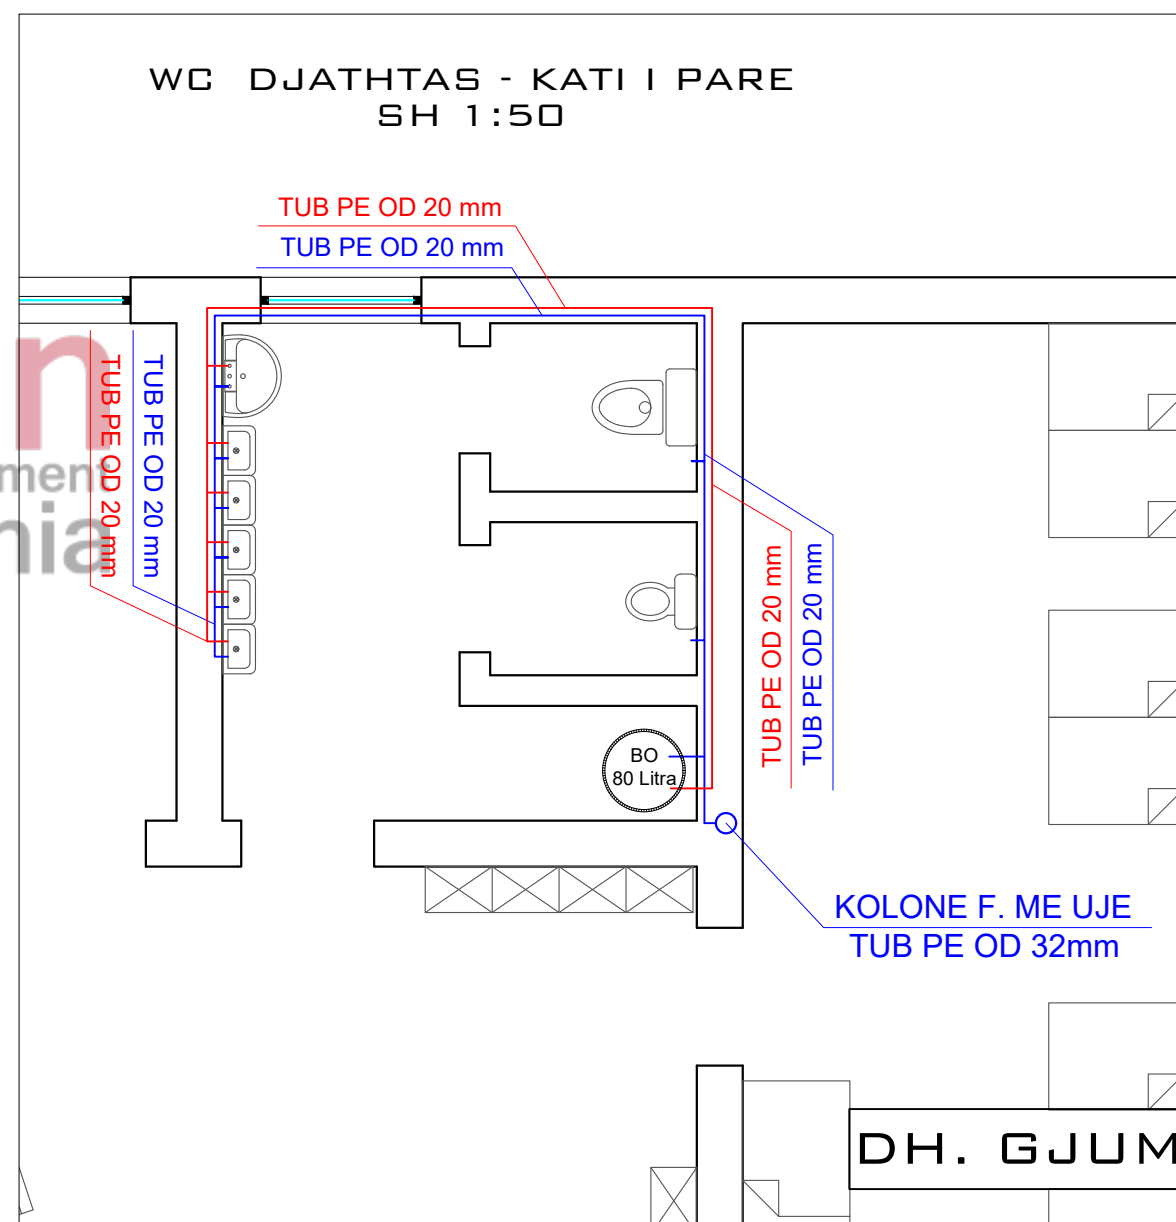 WC DJATHTAS - KATI I PARE
SH 1:50
TUB PE OD 20 mm
TUB PE OD 20 mm
n
ment
nia
TUB PE OD 20 mm
TUB PE OD 20 mm
TUB PE OD 20 mm
TUB PE OD 20 mm
BO
80 Litra
KOLONE F. ME UJE
TUB PE OD 32mm
DH. GJUM